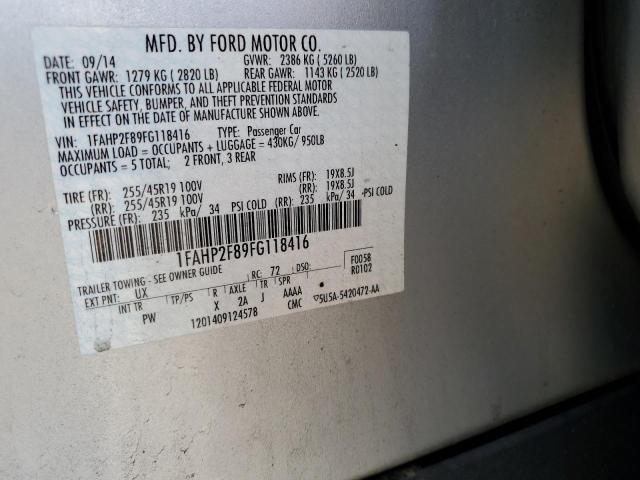 MFD. BY FORD MOTOR CO.
DATE: 09/14 GVWR: 2386 KG ( 5260 LB)
FRONT GAWR: 1279 KG ( 2820 LB) REAR GAWR: 1143 KG ( 2520 LB)
THIS VEHICLE CONFORMS TO ALL APPLICABLE FEDERAL MOTOR
VEHICLE SAFETY, BUMPER, AND THEFT PREVENTION STANDARDS
IN EFFECT ON THE DATE OF MANUFACTURE SHOWN ABOVE.
VIN: 1FAHP2F89FG118416 TYPE: Passenger Car
MAXIMUM LOAD = OCCUPANTS + LUGGAGE = 430KG/ 950LB
OCCUPANTS = 5 TOTAL; 2 FRONT, 3 REAR
TIRE (FR): 255/45R19 100V RIMS (FR): 19X8.5J
(RR): 255/45R19 100V (RR): 19X8.5J
PRESSURE (FR): 235 kPa/ 34 PSI COLD (RR): 235 kPa/ 34 PSI COLD
1FAHP2F89FG118416
F0058
R0102
TRAILER TOWING - SEE OWNER GUIDE RC: 72 DSO:
EXT PNT: UX TP/PS R AXLE TR SPR
INT TR X 2A J AAAA
PW 1201409124578 CMC
5U5A-5420472-AA